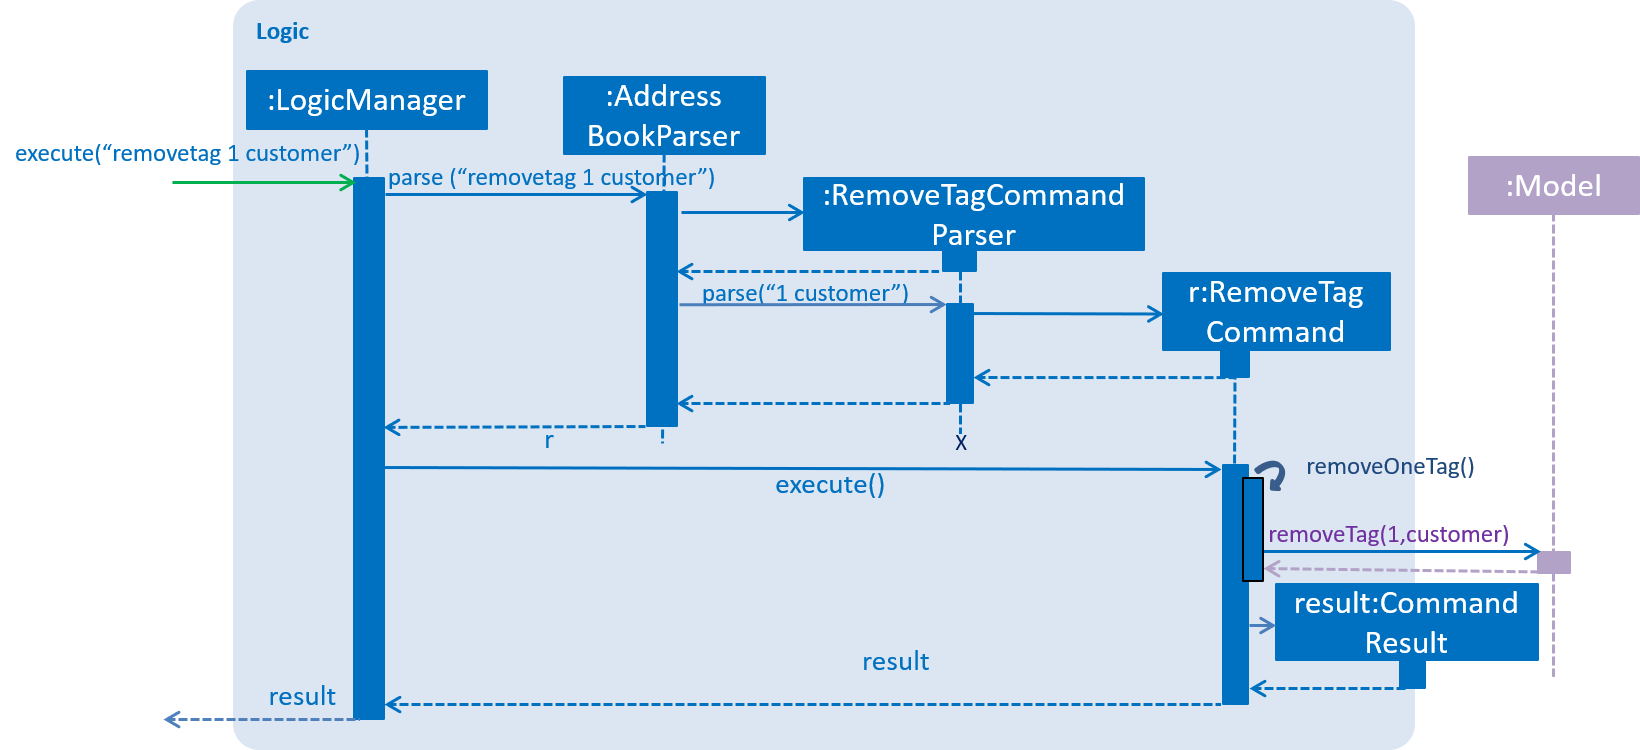 Logic
:LogicManager
:Address
BookParser
execute(“removetag 1 customer”)
parse (“removetag 1 customer”)
:RemoveTagCommand
Parser
:Model
parse(“1 customer”)
r:RemoveTag
Command
r
X
execute()
removeOneTag()
removeTag(1,customer)
result:Command
Result
result
result